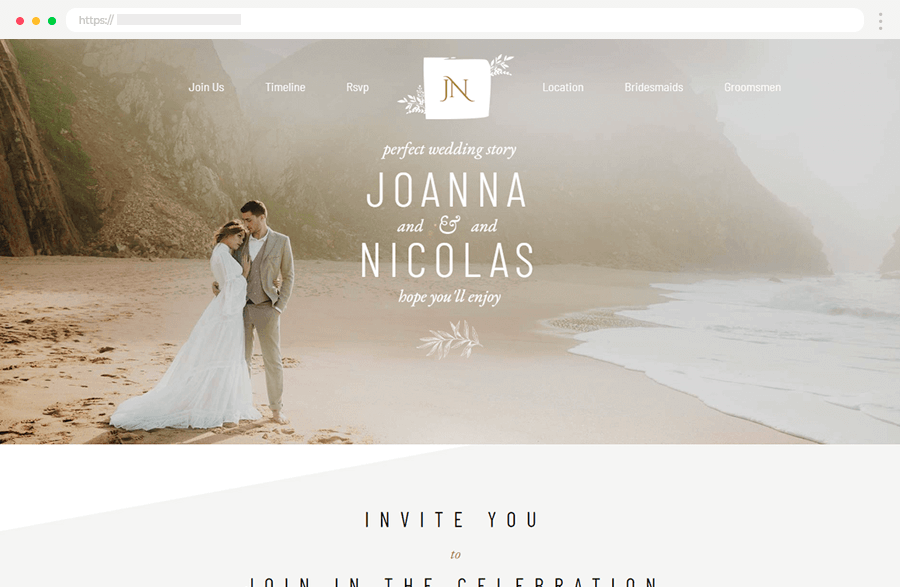 https://
Join Us Timeline Rsvp JN Location Bridesmaids Groomsmen
perfect wedding story
JOANNA
and & and
NICOLAS
hope you'll enjoy
INVITE YOU
to
JOIN IN THE CELEBRATION